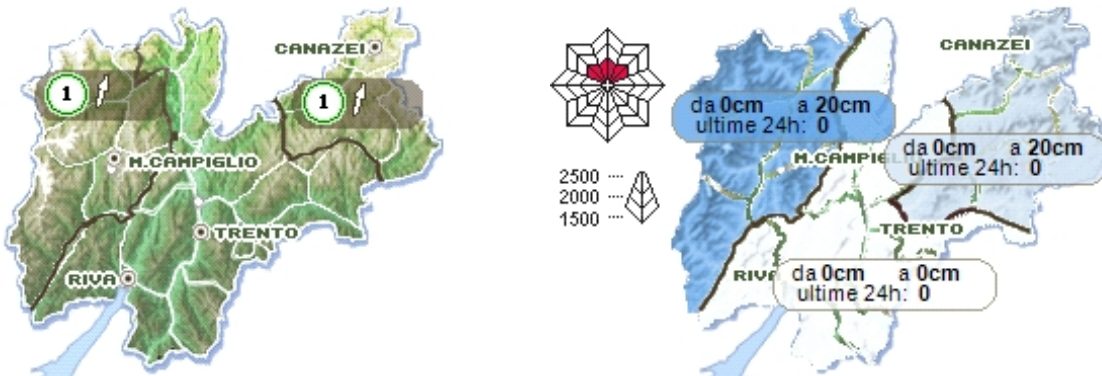 CANAZEI
1
1
M.CAMPIGLIO
TRENTO
RIVA
2500
2000
1500
CANAZEI
da 0cm a 20cm
ultime 24h: 0
da 0cm a 20cm
ultime 24h: 0
M.CAMPIGL
TRENTO
RIVA
da 0cm a 0cm
ultime 24h: 0